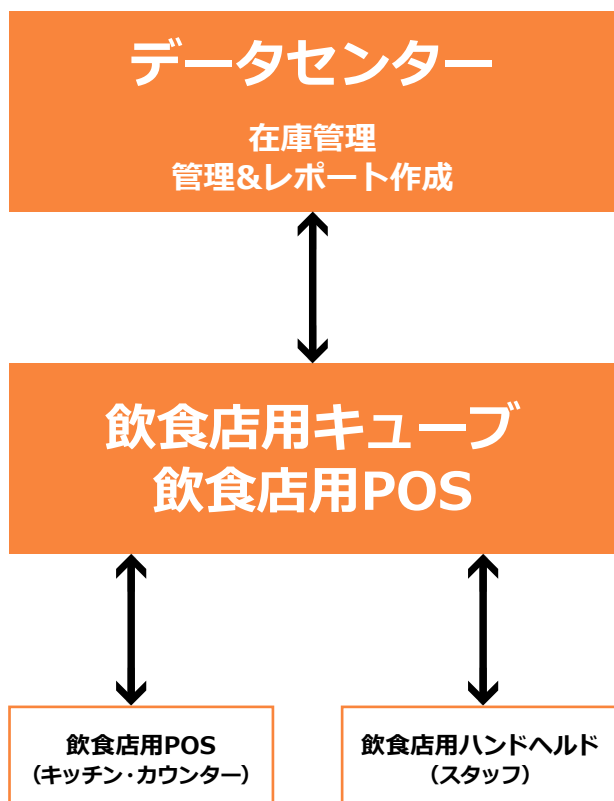 データセンター
在庫管理
管理&レポート作成
飲食店用キューブ
飲食店用POS
飲食店用POS
（キッチン・カウンター）
飲食店用ハンドヘルド
（スタッフ）